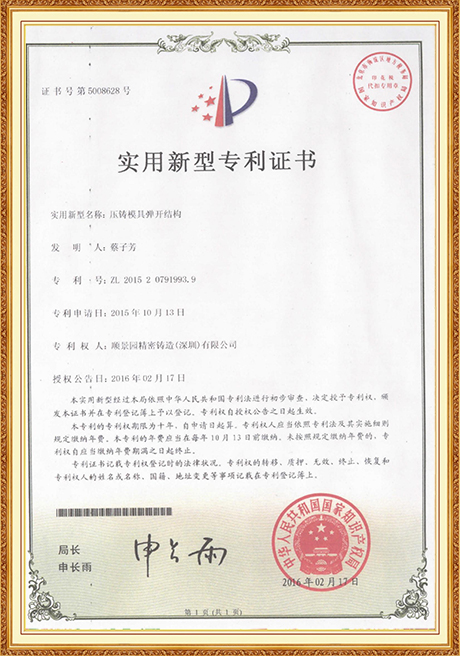 证书号第5008628号
印花税
代扣专用章
国家知识产权局
实用新型专利证书
实用新型名称：压铸模具弹开结构
发明人：蔡子芳
专利号：ZL 2015 2 0791993.9
专利申请日：2015年10月13日
专利权人：顺景园精密铸造(深圳)有限公司
授权公告日：2016年02月17日
本实用新型经过本局依照中华人民共和国专利法进行初步审查，决定授予专利权，颁
发本证书并在专利登记簿上予以登记。专利权自授权公告之日起生效。
本专利的专利权期限为十年，自申请日起算。专利权人应当依照专利法及其实施细则
规定缴纳年费。本专利的年费应当在每年10月13日前缴纳。未按照规定缴纳年费的，专
利权自应当缴纳年费期满之日起终止。
专利证书记载专利权登记时的法律状况。专利权的转移、质押、无效、终止、恢复和
专利权人的姓名或名称、国籍、地址变更等事项记载在专利登记簿上。
局长
申长雨
申长雨
中华人民共和国国家知识产权局
2016年02月17日
第1页(共1页)